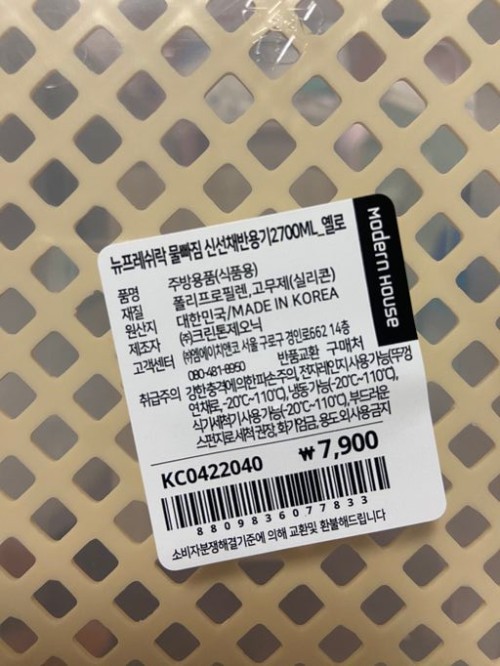 Modern House
뉴프레쉬락 물빠짐 신선채반용기2700ML_옐로
품명 주방용품(식품용)
재질 폴리프로필렌,고무제(실리콘)
원산지 대한민국/MADE IN KOREA
제조자 ㈜크린톤제오닉
고객센터 ㈜엠에이치앤코 서울 구로구 경인로662 14층
080-481-8950 반품교환 구매처
취급주의 강한충격에의한파손주의, 전자레인지사용가능(뚜껑
연채로,-20℃~110℃), 냉동가능(-20℃~110℃),
식기세척기사용가능(-20℃~110℃), 부드러운
스펀지로세척권장, 화기엄금, 용도외사용금지
₩7,900
KC0422040
8809836077833
소비자분쟁해결기준에 의해 교환및 환불해드립니다